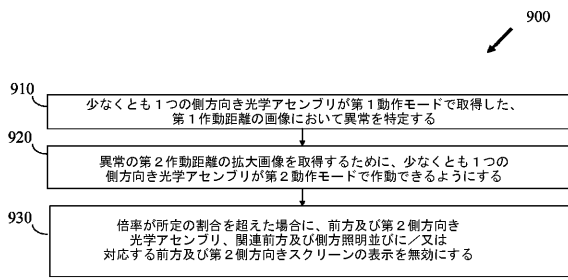 900
910
少なくとも1つの側方向き光学アセンブリが第1動作モードで取得した、
第1作動距離の画像において異常を特定する
920
異常の第2作動距離の拡大画像を取得するために、少なくとも1つの
側方向き光学アセンブリが第2動作モードで作動できるようにする
930
倍率が所定の割合を超えた場合に、前方及び第2側方向き
光学アセンブリ、関連前方及び側方照明並びに／又は
対応する前方及び第2側方向きスクリーンの表示を無効にする